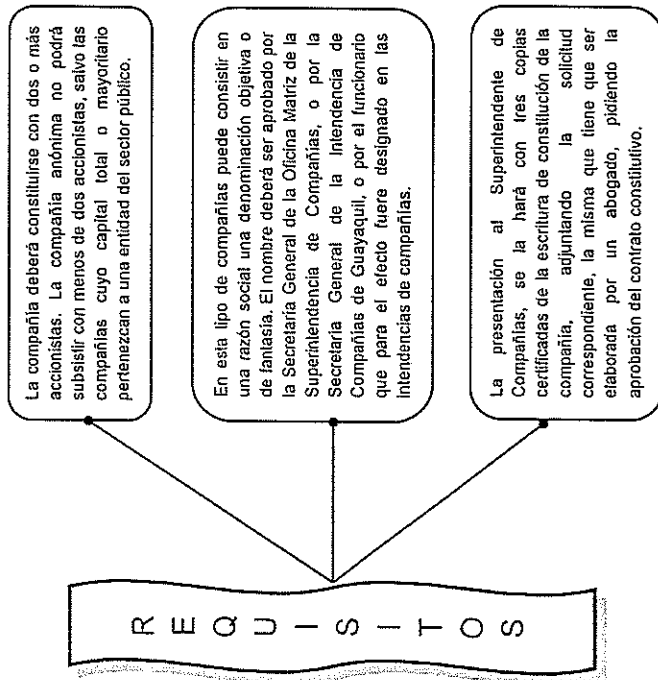 REQUISITOS
La compañía deberá constituirse con dos o más
accionistas. La compañía anónima no podrá
subsistir con menos de dos accionistas, salvo las
compañías cuyo capital total o mayoritario
pertenezcan a una entidad del sector público.
En esta tipo de compañías puede consistir en
una razón social una denominación objetiva o
de fantasía. El nombre deberá ser aprobado por
la Secretaría General de la Oficina Matriz de la
Superintendencia de Compañías, o por la
Secretaría General de la Intendencia de
Compañías de Guayaquil, o por el funcionario
que para el efecto fuere designado en las
intendencias de compañías.
La presentación al Superintendente de
Compañías, se la hará con tres copias
certificadas de la escritura de constitución de la
compañía, adjuntando la solicitud
correspondiente, la misma que tiene que ser
elaborada por un abogado, pidiendo la
aprobación del contrato constitutivo.